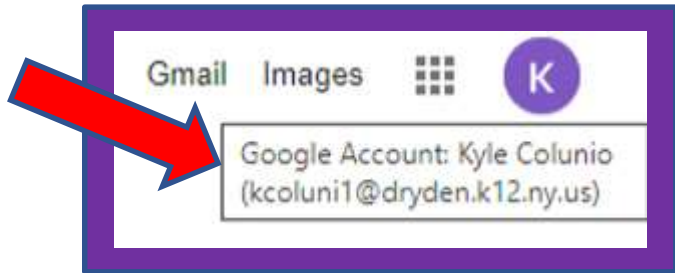 Gmail Images
K
Google Account: Kyle Colunio
(kcoluni1@dryden.k12.ny.us)